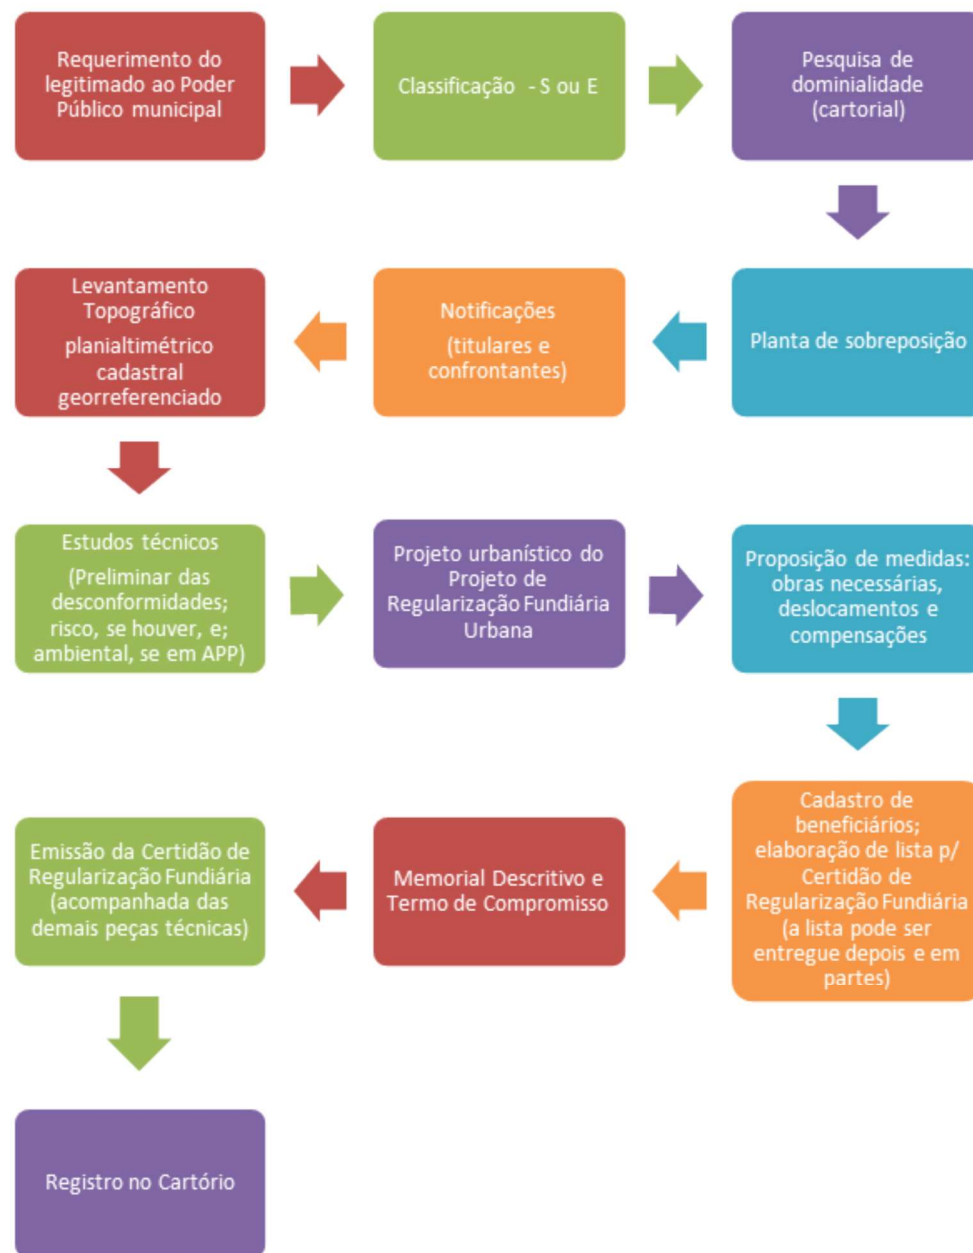 Requerimento do
legitimado ao Poder
Público municipal
Classificação - S ou E
Pesquisa de
dominialidade
(cartorial)
Planta de sobreposição
Notificações
(titulares e
confrontantes)
Levantamento
Topográfico
planialtimétrico
cadastral
georreferenciado
Estudos técnicos
(Preliminar das
desconformidades;
risco, se houver, e;
ambiental, se em APP)
Projeto urbanístico do
Projeto de
Regularização Fundiária
Urbana
Proposição de medidas:
obras necessárias,
deslocamentos e
compensações
Cadastro de
beneficiários;
elaboração de lista p/
Certidão de
Regularização Fundiária
(a lista pode ser
entregue depois e em
partes)
Memorial Descritivo e
Termo de Compromisso
Emissão da Certidão de
Regularização Fundiária
(acompanhada das
demais peças técnicas)
Registro no Cartório